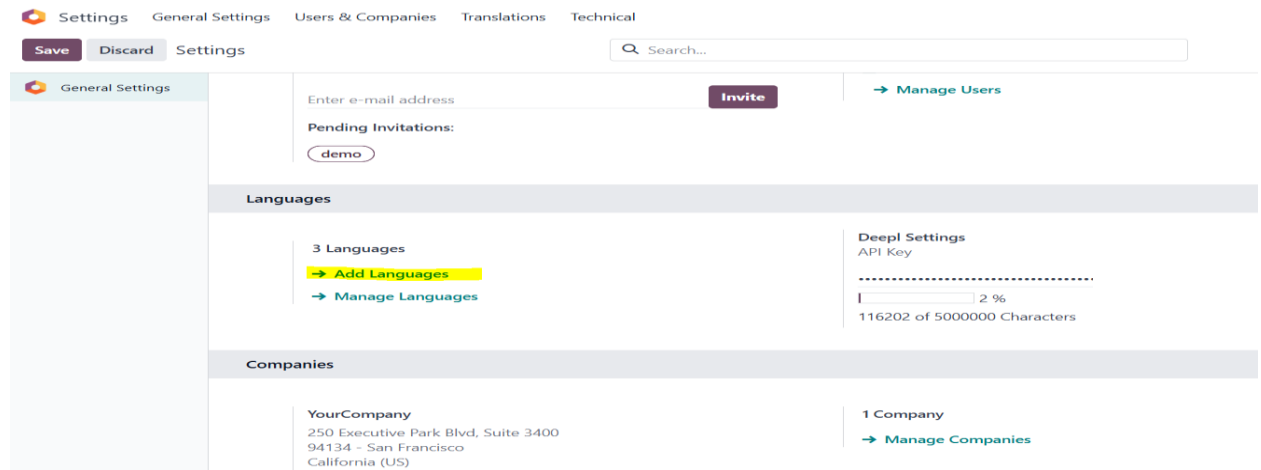 Settings General Settings Users & Companies Translations Technical
Save Discard Settings Search...
General Settings
Enter e-mail address Invite
→ Manage Users
Pending Invitations:
demo
Languages
3 Languages
→ Add Languages
→ Manage Languages
Deepl Settings
API Key
2 %
116202 of 5000000 Characters
Companies
YourCompany
250 Executive Park Blvd, Suite 3400
94134 - San Francisco
California (US)
1 Company
→ Manage Companies